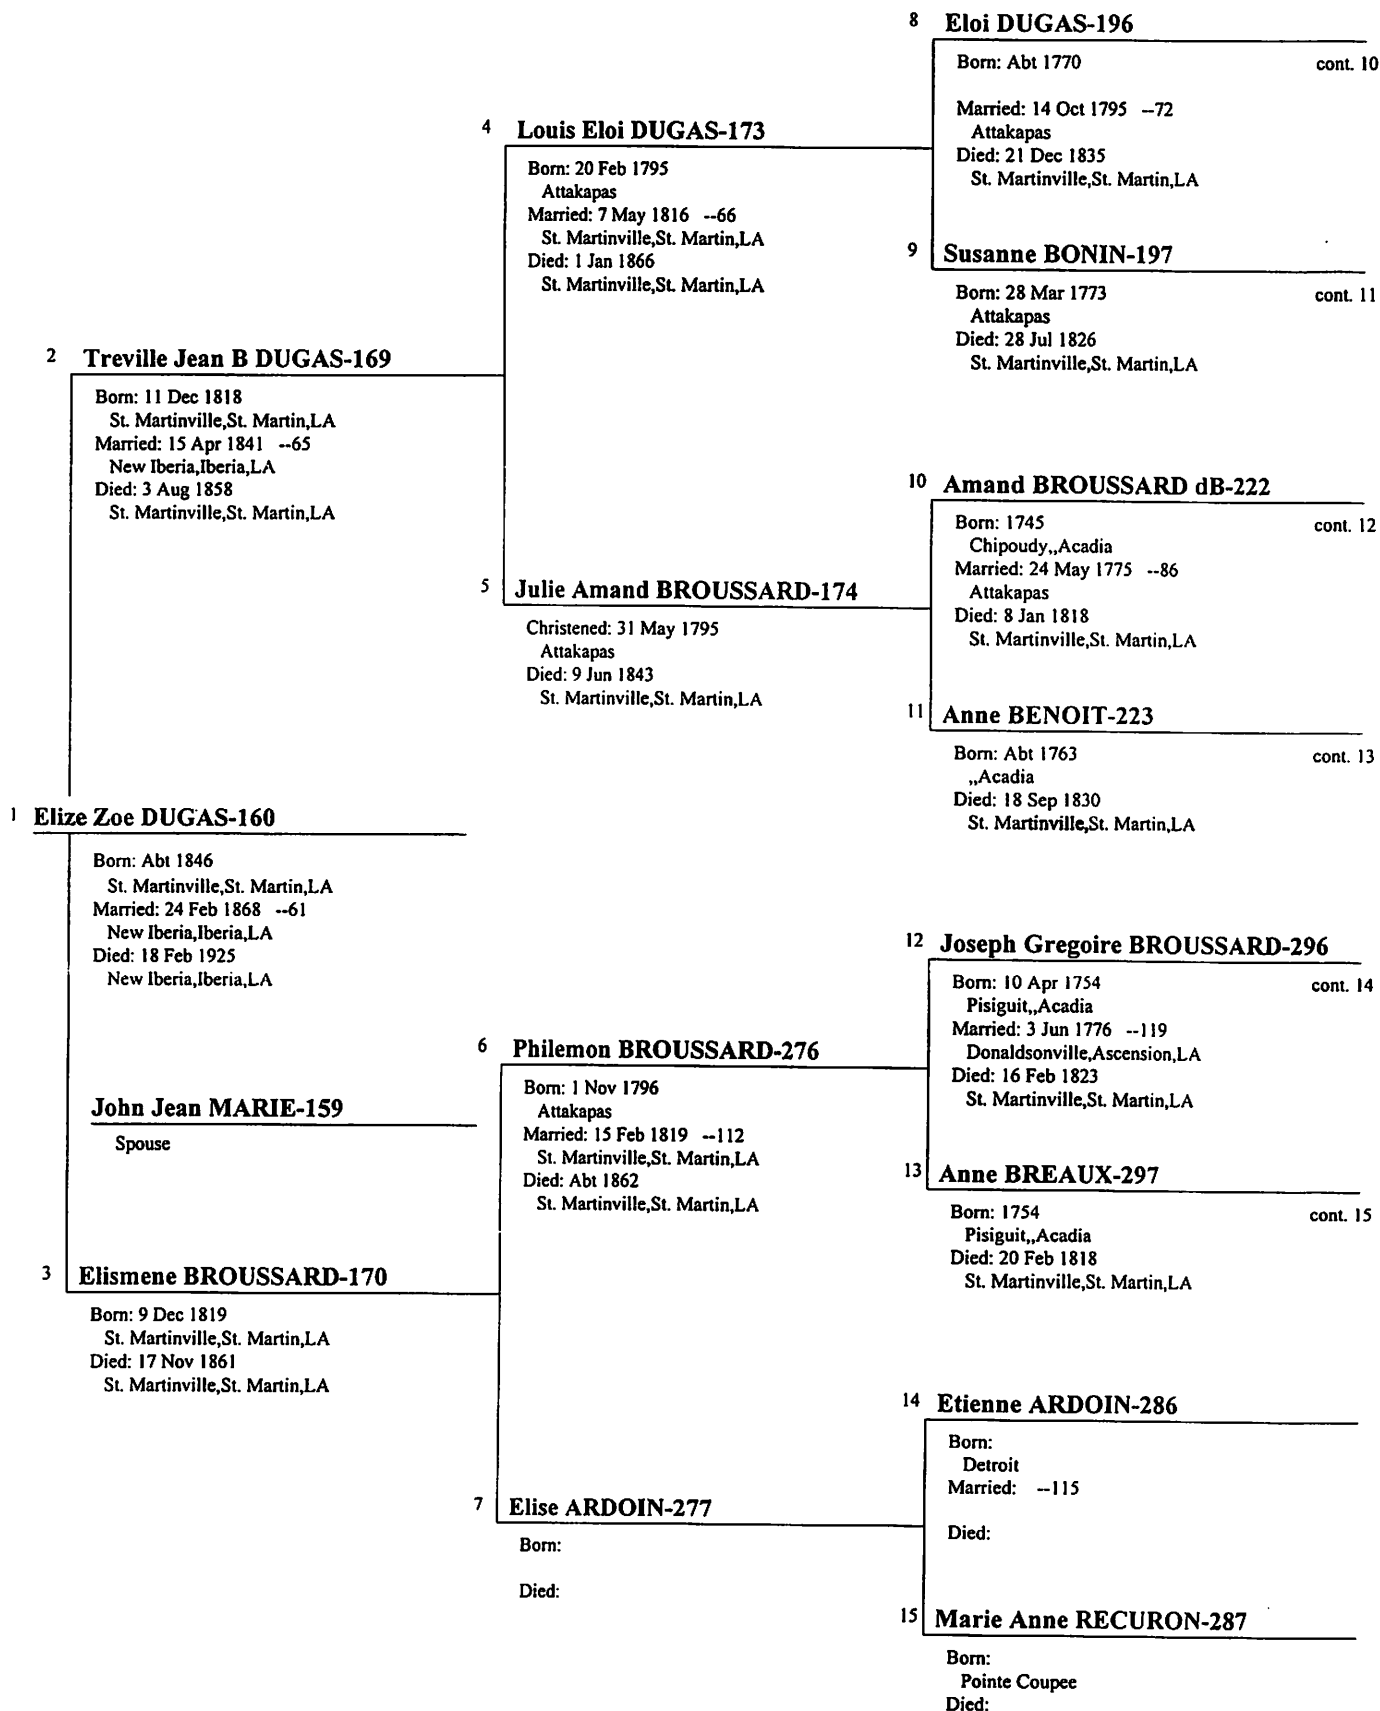 8 Eloi DUGAS-196
Born: Abt 1770 cont. 10
Married: 14 Oct 1795 --72
Attakapas
Died: 21 Dec 1835
St. Martinville,St. Martin,LA
4 Louis Eloi DUGAS-173
Born: 20 Feb 1795
Attakapas
Married: 7 May 1816 --66
St. Martinville,St. Martin,LA
Died: 1 Jan 1866
St. Martinville,St. Martin,LA
9 Susanne BONIN-197
Born: 28 Mar 1773 cont. 11
Attakapas
Died: 28 Jul 1826
St. Martinville,St. Martin,LA
2 Treville Jean B DUGAS-169
Born: 11 Dec 1818
St. Martinville,St. Martin,LA
Married: 15 Apr 1841 --65
New Iberia,Iberia,LA
Died: 3 Aug 1858
St. Martinville,St. Martin,LA
10 Amand BROUSSARD dB-222
Born: 1745 cont. 12
Chipoudy,,Acadia
Married: 24 May 1775 --86
Attakapas
Died: 8 Jan 1818
St. Martinville,St. Martin,LA
5 Julie Amand BROUSSARD-174
Christened: 31 May 1795
Attakapas
Died: 9 Jun 1843
St. Martinville,St. Martin,LA
11 Anne BENOIT-223
Born: Abt 1763 cont. 13
,,Acadia
Died: 18 Sep 1830
St. Martinville,St. Martin,LA
1 Elize Zoe DUGAS-160
Born: Abt 1846
St. Martinville,St. Martin,LA
Married: 24 Feb 1868 --61
New Iberia,Iberia,LA
Died: 18 Feb 1925
New Iberia,Iberia,LA
12 Joseph Gregoire BROUSSARD-296
Born: 10 Apr 1754 cont. 14
Pisiguit,,Acadia
Married: 3 Jun 1776 --119
Donaldsonville,Ascension,LA
Died: 16 Feb 1823
St. Martinville,St. Martin,LA
6 Philemon BROUSSARD-276
Born: 1 Nov 1796
Attakapas
Married: 15 Feb 1819 --112
St. Martinville,St. Martin,LA
Died: Abt 1862
St. Martinville,St. Martin,LA
John Jean MARIE-159
Spouse
13 Anne BREAUX-297
Born: 1754 cont. 15
Pisiguit,,Acadia
Died: 20 Feb 1818
St. Martinville,St. Martin,LA
3 Elismene BROUSSARD-170
Born: 9 Dec 1819
St. Martinville,St. Martin,LA
Died: 17 Nov 1861
St. Martinville,St. Martin,LA
14 Etienne ARDOIN-286
Born:
Detroit
Married: --115
Died:
7 Elise ARDOIN-277
Born:
Died:
15 Marie Anne RECURON-287
Born:
Pointe Coupee
Died: